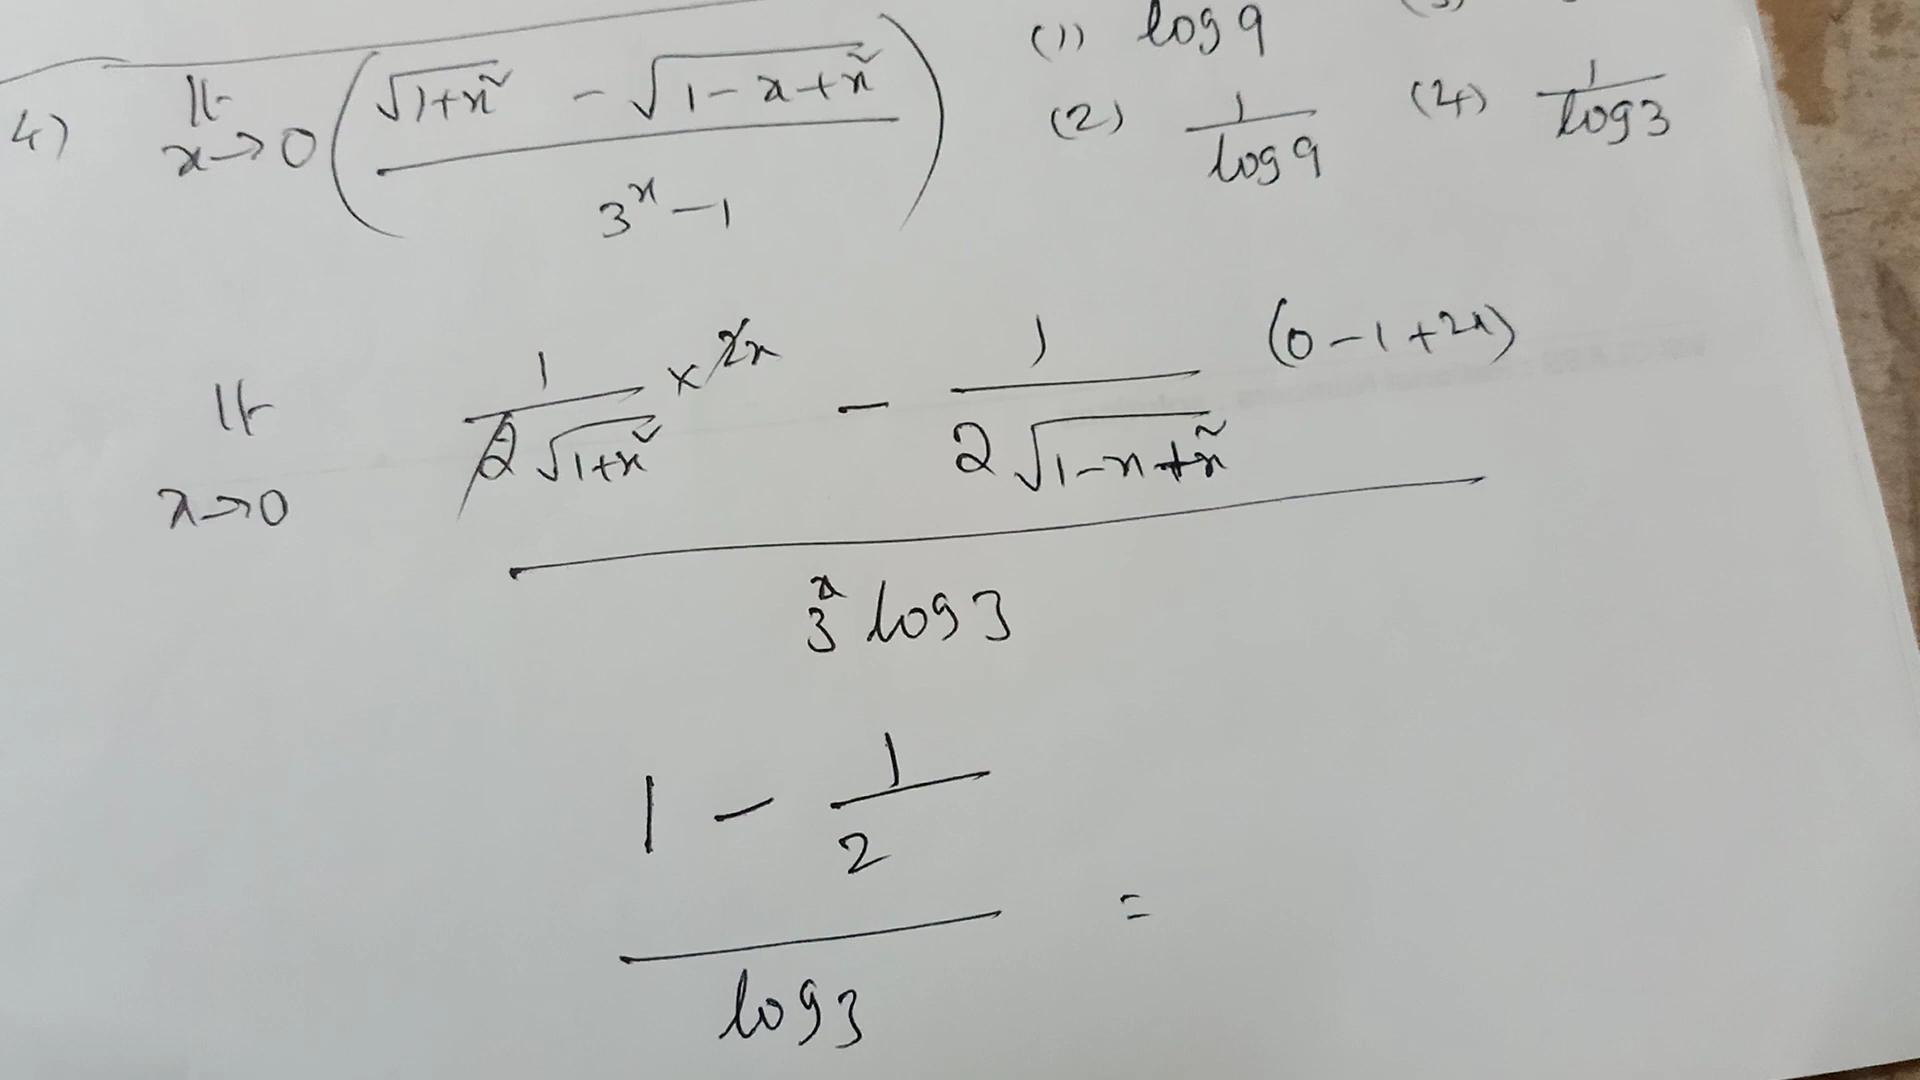 4) lt x→0 ( (√(1+x²) - √(1-x+x²)) / (3^x - 1) )
(1) log 9
(2) 1/log 9 (4) 1/log 3
lt x→0 ( 1/(2√(1+x²)) × 2x - 1/(2√(1-x+x²)) (0-1+2x) ) / (3^x log 3)
(1 - 1/2) / log 3 =